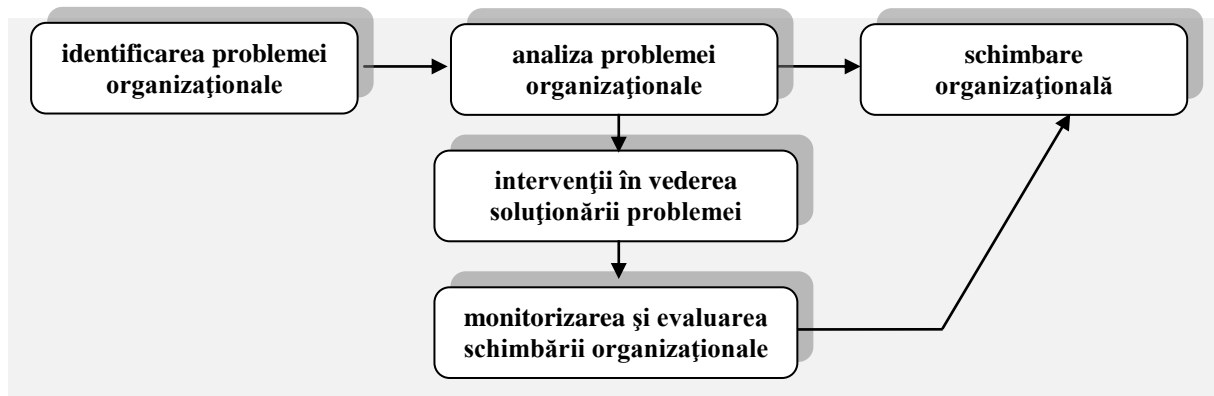 identificarea problemei
organizaţionale
analiza problemei
organizaţionale
schimbare
organizaţională
intervenţii în vederea
soluţionării problemei
monitorizarea şi evaluarea
schimbării organizaţionale